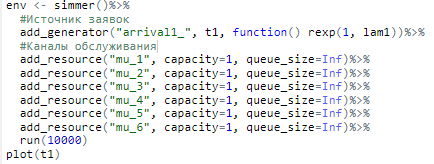 env <- simmer()%>%
#Источник заявок
add_generator("arrival1_", t1, function() rexp(1, lam1))%>%
#Каналы обслуживания
add_resource("mu_1", capacity=1, queue_size=Inf)%>%
add_resource("mu_2", capacity=1, queue_size=Inf)%>%
add_resource("mu_3", capacity=1, queue_size=Inf)%>%
add_resource("mu_4", capacity=1, queue_size=Inf)%>%
add_resource("mu_5", capacity=1, queue_size=Inf)%>%
add_resource("mu_6", capacity=1, queue_size=Inf)%>%
run(10000)
plot(t1)